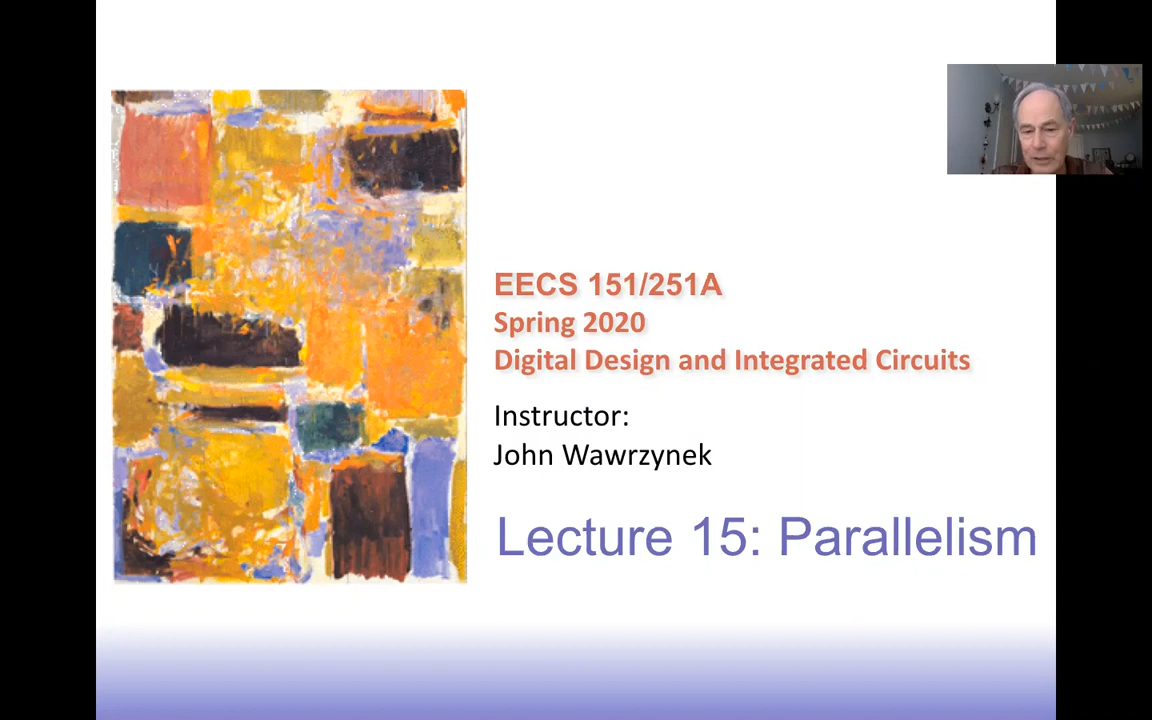 EECS 151/251A
Spring 2020
Digital Design and Integrated Circuits
Instructor:
John Wawrzynek
Lecture 15: Parallelism